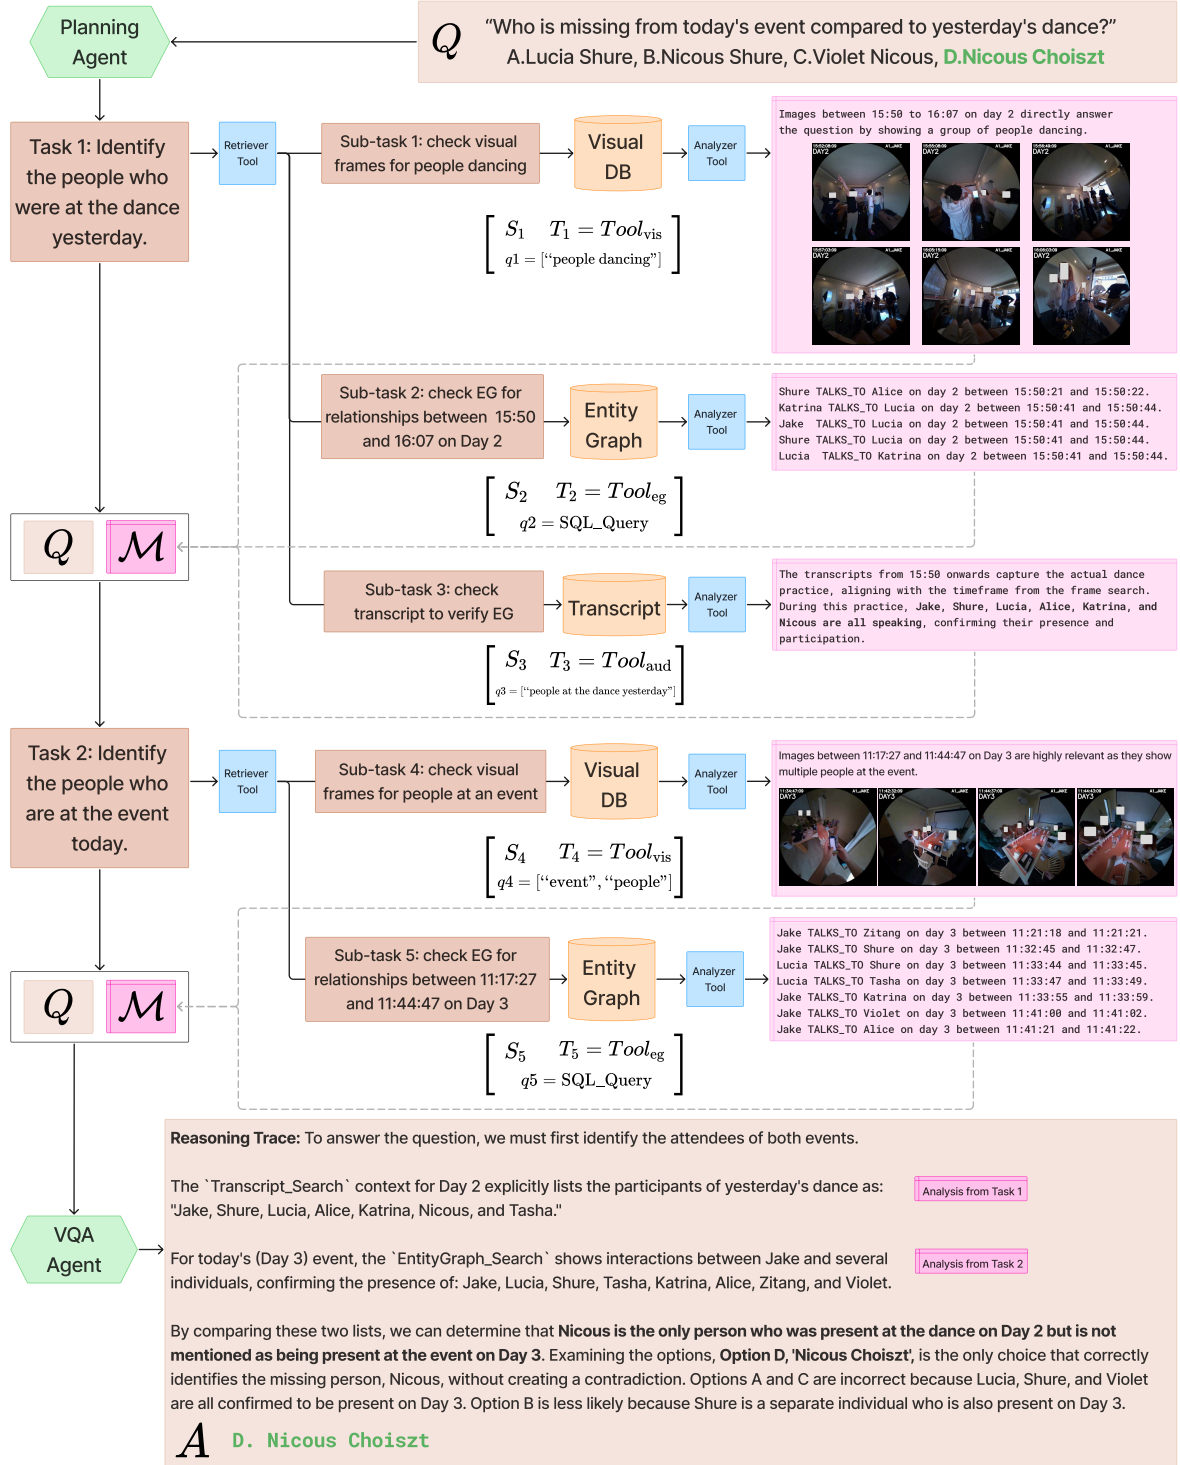 Planning
Agent
Q
“Who is missing from today's event compared to yesterday's dance?”
A.Lucia Shure, B.Nicous Shure, C.Violet Nicous, D.Nicous Choiszt
Task 1: Identify
the people who
were at the dance
yesterday.
Retriever
Tool
Sub-task 1: check visual
frames for people dancing
Visual
DB
Analyzer
Tool
Images between 15:50 to 16:07 on day 2 directly answer
the question by showing a group of people dancing.
DAY2
A1_JAKE
DAY2
A1_JAKE
DAY2
A1_JAKE
DAY2
A1_JAKE
DAY2
A1_JAKE
DAY2
A1_JAKE
S1 T1 = Toolvis
q1 = [“people dancing”]
Sub-task 2: check EG for
relationships between 15:50
and 16:07 on Day 2
Entity
Graph
Analyzer
Tool
Shure TALKS_TO Alice on day 2 between 15:50:21 and 15:50:22.
Katrina TALKS_TO Lucia on day 2 between 15:50:41 and 15:50:44.
Jake TALKS_TO Lucia on day 2 between 15:50:41 and 15:50:44.
Shure TALKS_TO Lucia on day 2 between 15:50:41 and 15:50:44.
Lucia TALKS_TO Katrina on day 2 between 15:50:41 and 15:50:44.
S2 T2 = Tooleg
q2 = SQL_Query
Q M
Sub-task 3: check
transcript to verify EG
Transcript
Analyzer
Tool
The transcripts from 15:50 onwards capture the actual dance
practice, aligning with the timeframe from the frame search.
During this practice, Jake, Shure, Lucia, Alice, Katrina, and
Nicous are all speaking, confirming their presence and
participation.
S3 T3 = Toolaud
q3 = [“people at the dance yesterday”]
Task 2: Identify
the people who
are at the event
today.
Retriever
Tool
Sub-task 4: check visual
frames for people at an event
Visual
DB
Analyzer
Tool
Images between 11:17:27 and 11:44:47 on Day 3 are highly relevant as they show
multiple people at the event.
DAY3
A1_JAKE
DAY3
A1_JAKE
DAY3
A1_JAKE
DAY3
A1_JAKE
S4 T4 = Toolvis
q4 = [“event”, “people”]
Sub-task 5: check EG for
relationships between 11:17:27
and 11:44:47 on Day 3
Entity
Graph
Analyzer
Tool
Jake TALKS_TO Zitang on day 3 between 11:21:18 and 11:21:21.
Jake TALKS_TO Shure on day 3 between 11:32:45 and 11:32:47.
Lucia TALKS_TO Shure on day 3 between 11:33:44 and 11:33:45.
Lucia TALKS_TO Tasha on day 3 between 11:33:47 and 11:33:49.
Jake TALKS_TO Katrina on day 3 between 11:33:55 and 11:33:59.
Jake TALKS_TO Violet on day 3 between 11:41:00 and 11:41:02.
Jake TALKS_TO Alice on day 3 between 11:41:21 and 11:41:22.
S5 T5 = Tooleg
q5 = SQL_Query
Q M
VQA
Agent
Reasoning Trace: To answer the question, we must first identify the attendees of both events.
The `Transcript_Search` context for Day 2 explicitly lists the participants of yesterday's dance as:
"Jake, Shure, Lucia, Alice, Katrina, Nicous, and Tasha."
Analysis from Task 1
For today's (Day 3) event, the `EntityGraph_Search` shows interactions between Jake and several
individuals, confirming the presence of: Jake, Lucia, Shure, Tasha, Katrina, Alice, Zitang, and Violet.
Analysis from Task 2
By comparing these two lists, we can determine that Nicous is the only person who was present at the dance on Day 2 but is not
mentioned as being present at the event on Day 3. Examining the options, Option D, 'Nicous Choiszt', is the only choice that correctly
identifies the missing person, Nicous, without creating a contradiction. Options A and C are incorrect because Lucia, Shure, and Violet
are all confirmed to be present on Day 3. Option B is less likely because Shure is a separate individual who is also present on Day 3.
A D. Nicous Choiszt